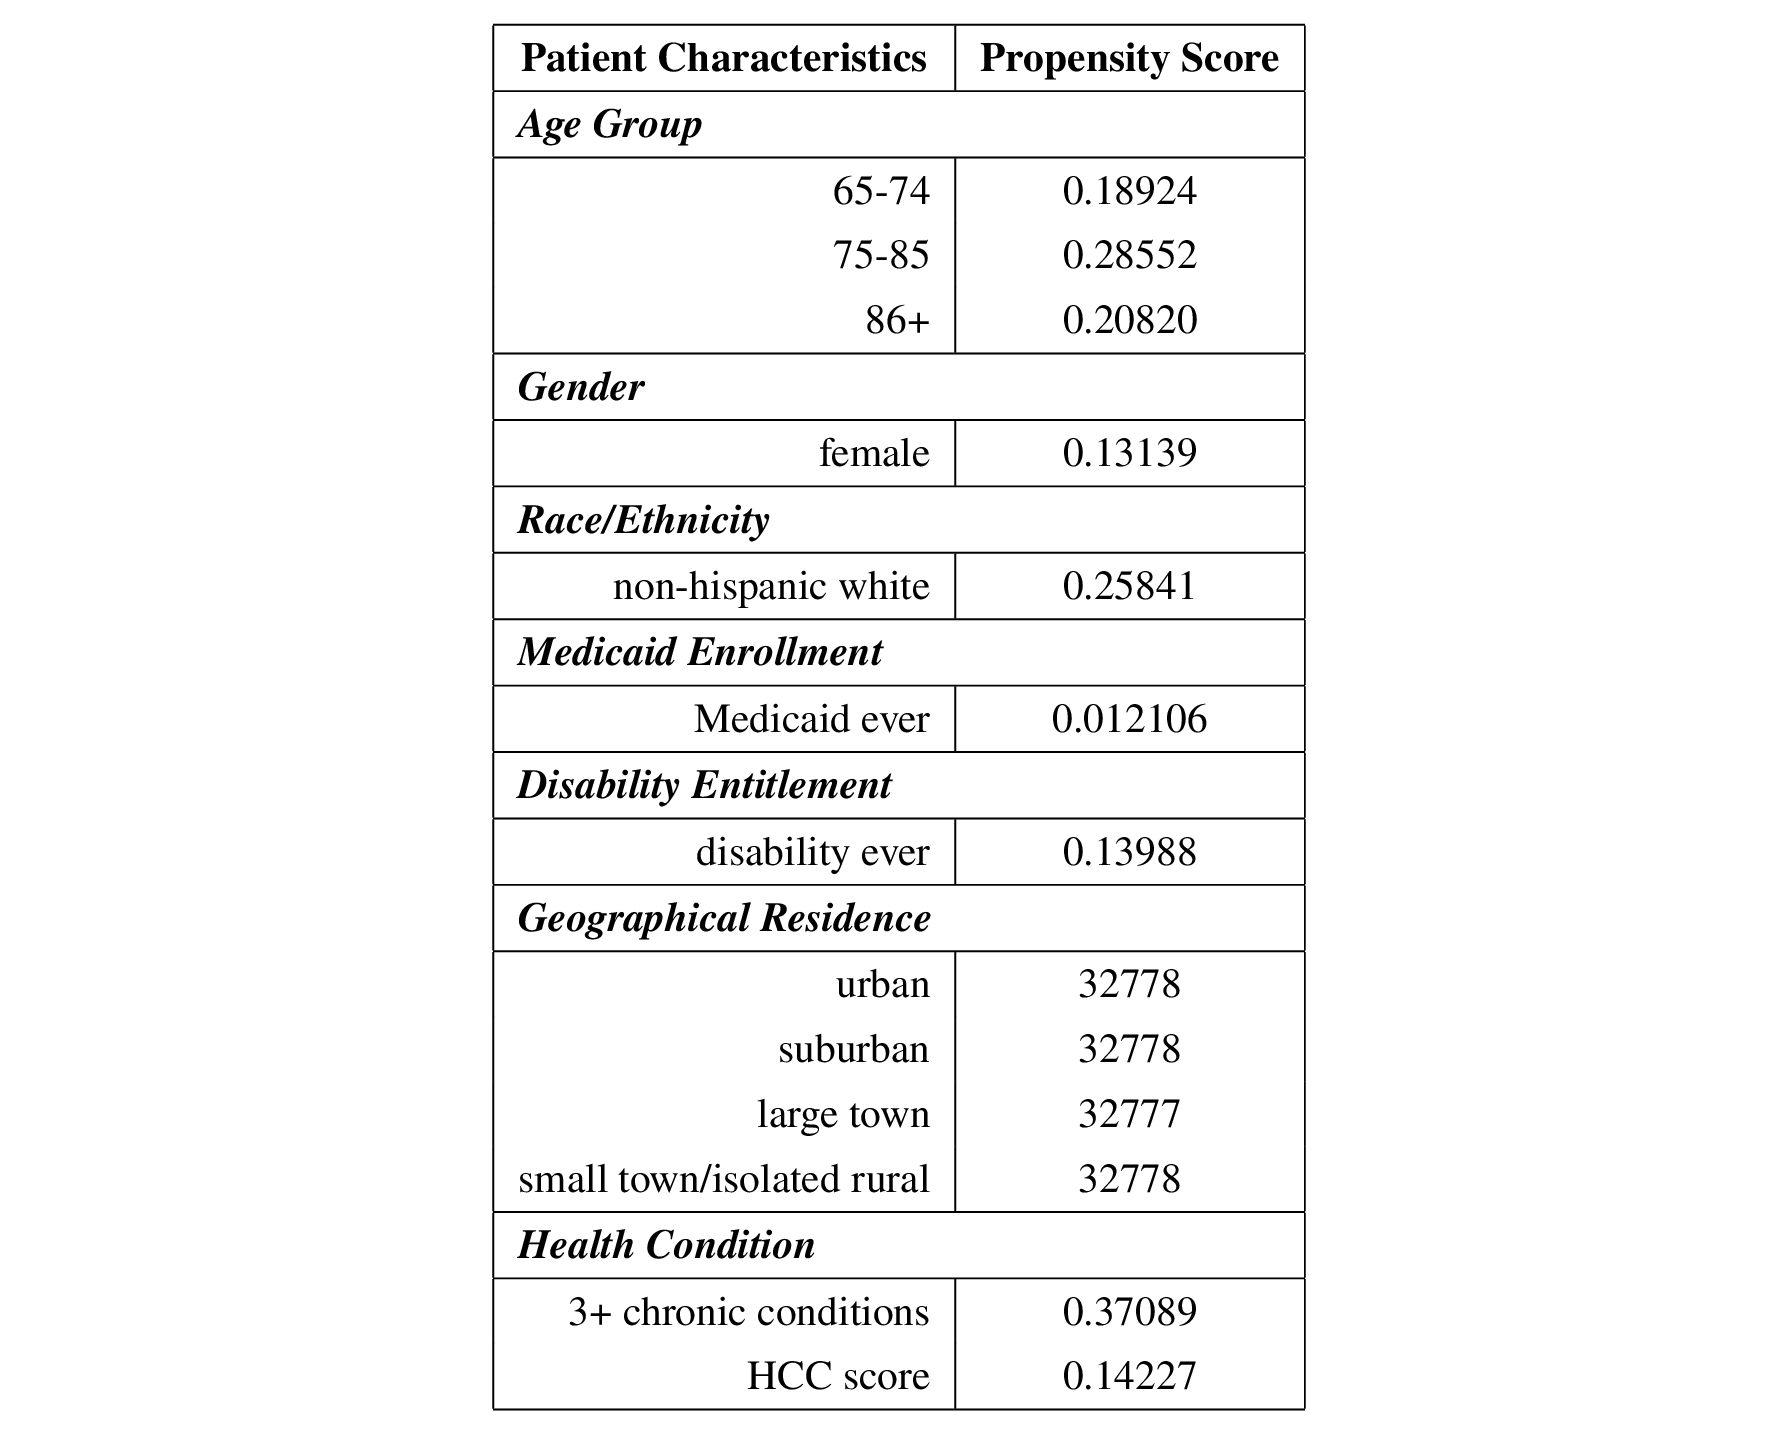 Patient Characteristics Propensity Score
Age Group
65-74 0.18924
75-85 0.28552
86+ 0.20820
Gender
female 0.13139
Race/Ethnicity
non-hispanic white 0.25841
Medicaid Enrollment
Medicaid ever 0.012106
Disability Entitlement
disability ever 0.13988
Geographical Residence
urban 32778
suburban 32778
large town 32777
small town/isolated rural 32778
Health Condition
3+ chronic conditions 0.37089
HCC score 0.14227